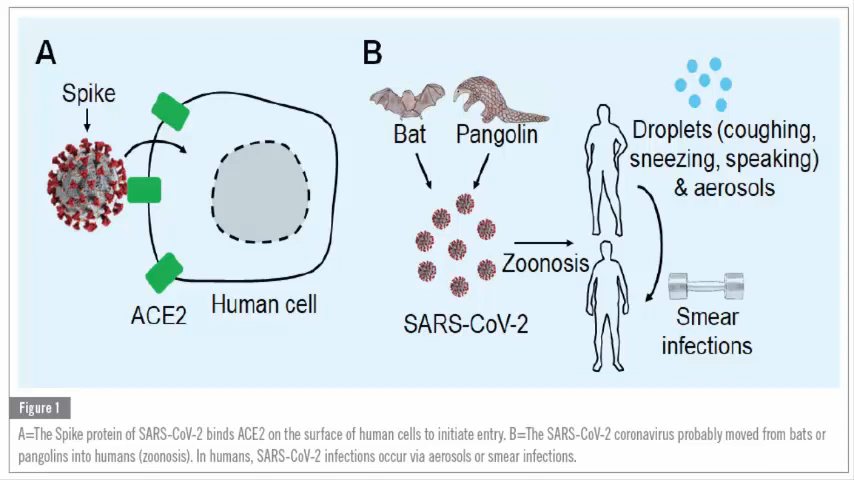 A
Spike
ACE2
Human cell
B
Bat
Pangolin
SARS-CoV-2
Zoonosis
Droplets (coughing,
sneezing, speaking)
& aerosols
Smear
infections
Figure 1
A=The Spike protein of SARS-CoV-2 binds ACE2 on the surface of human cells to initiate entry. B=The SARS-CoV-2 coronavirus probably moved from bats or
pangolins into humans (zoonosis). In humans, SARS-CoV-2 infections occur via aerosols or smear infections.